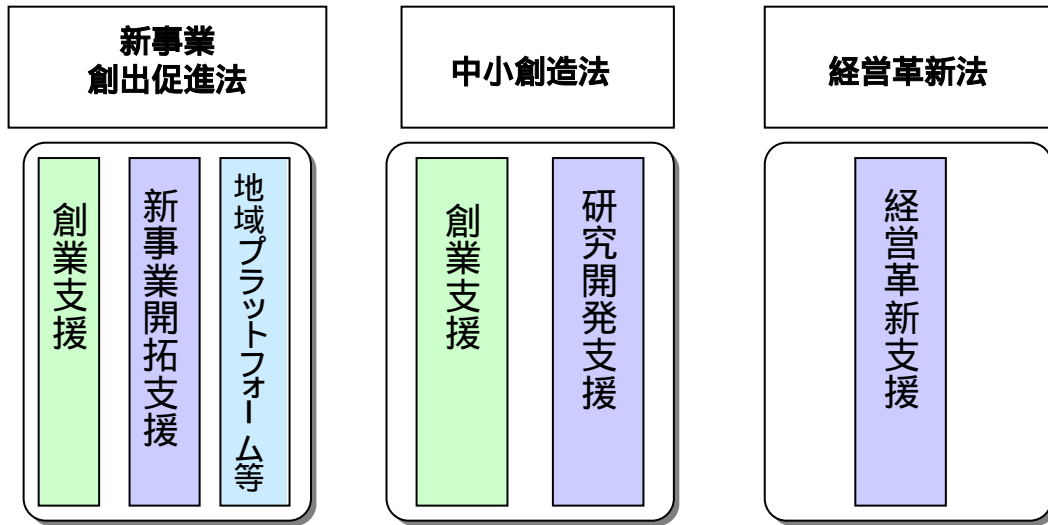 新事業
創出促進法
中小創造法
経営革新法
創業支援
新事業開拓支援
地域プラットフォーム等
創業支援
研究開発支援
経営革新支援